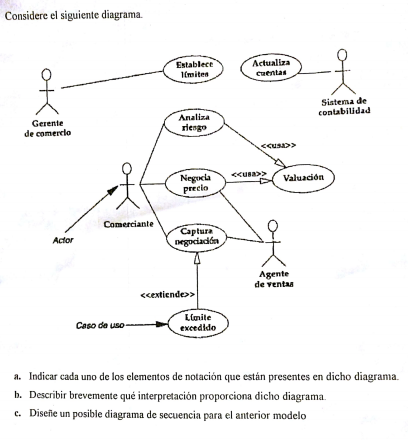 Considere el siguiente diagrama.
Establece
límites
Actualiza
cuentas
Gerente
de comercio
Sistema de
contabilidad
Analiza
riesgo
<<usa>>
Negocia
precio
<<usa>>
Valuación
Comerciante
Actor
Captura
negociación
Agente
de ventas
<<extiende>>
Caso de uso
Límite
excedido
a. Indicar cada uno de los elementos de notación que están presentes en dicho diagrama.
b. Describir brevemente qué interpretación proporciona dicho diagrama.
c. Diseñe un posible diagrama de secuencia para el anterior modelo